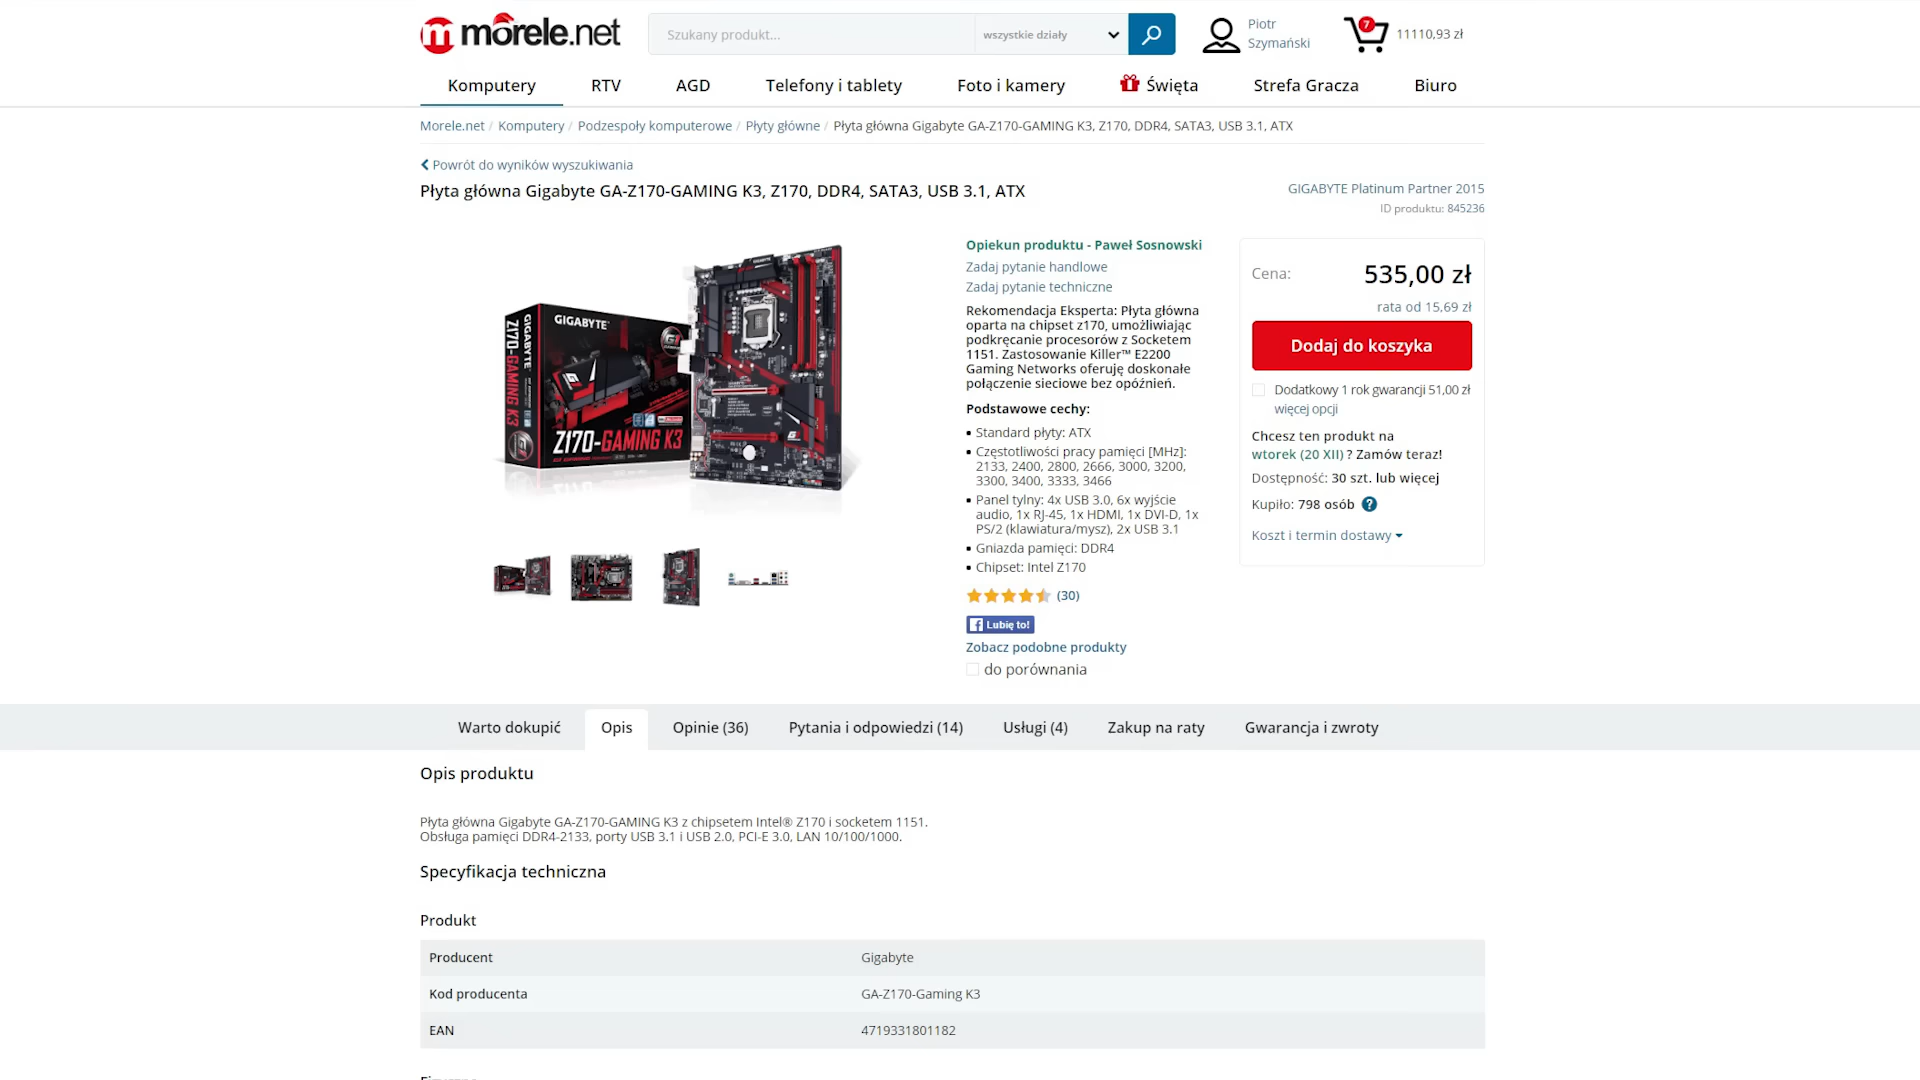 morele.net
Szukany produkt...
wszystkie działy
Piotr
Szymański
7
11110,93 zł
Komputery
RTV
AGD
Telefony i tablety
Foto i kamery
Święta
Strefa Gracza
Biuro
Morele.net / Komputery / Podzespoły komputerowe / Płyty główne / Płyta główna Gigabyte GA-Z170-GAMING K3, Z170, DDR4, SATA3, USB 3.1, ATX
Powrót do wyników wyszukiwania
Płyta główna Gigabyte GA-Z170-GAMING K3, Z170, DDR4, SATA3, USB 3.1, ATX
GIGABYTE Platinum Partner 2015
ID produktu: 845236
GIGABYTE
GIGABYTE
Z170-GAMING K3
Z170-GAMING K3
Opiekun produktu - Paweł Sosnowski
Zadaj pytanie handlowe
Zadaj pytanie techniczne
Rekomendacja Eksperta: Płyta główna
oparta na chipset z170, umożliwiając
podkręcanie procesorów z Socketem
1151. Zastosowanie Killer™ E2200
Gaming Networks oferuję doskonałe
połączenie sieciowe bez opóźnień.
Podstawowe cechy:
Standard płyty: ATX
Częstotliwości pracy pamięci [MHz]:
2133, 2400, 2800, 2666, 3000, 3200,
3300, 3400, 3333, 3466
Panel tylny: 4x USB 3.0, 6x wyjście
audio, 1x RJ-45, 1x HDMI, 1x DVI-D, 1x
PS/2 (klawiatura/mysz), 2x USB 3.1
Gniazda pamięci: DDR4
Chipset: Intel Z170
(30)
Lubię to!
Zobacz podobne produkty
do porównania
Cena:
535,00 zł
rata od 15,69 zł
Dodaj do koszyka
Dodatkowy 1 rok gwarancji 51,00 zł
więcej opcji
Chcesz ten produkt na
wtorek (20 XII) ? Zamów teraz!
Dostępność: 30 szt. lub więcej
Kupiło: 798 osób ?
Koszt i termin dostawy
Warto dokupić
Opis
Opinie (36)
Pytania i odpowiedzi (14)
Usługi (4)
Zakup na raty
Gwarancja i zwroty
Opis produktu
Płyta główna Gigabyte GA-Z170-GAMING K3 z chipsetem Intel® Z170 i socketem 1151.
Obsługa pamięci DDR4-2133, porty USB 3.1 i USB 2.0, PCI-E 3.0, LAN 10/100/1000.
Specyfikacja techniczna
Produkt
Producent Gigabyte
Kod producenta GA-Z170-Gaming K3
EAN 4719331801182